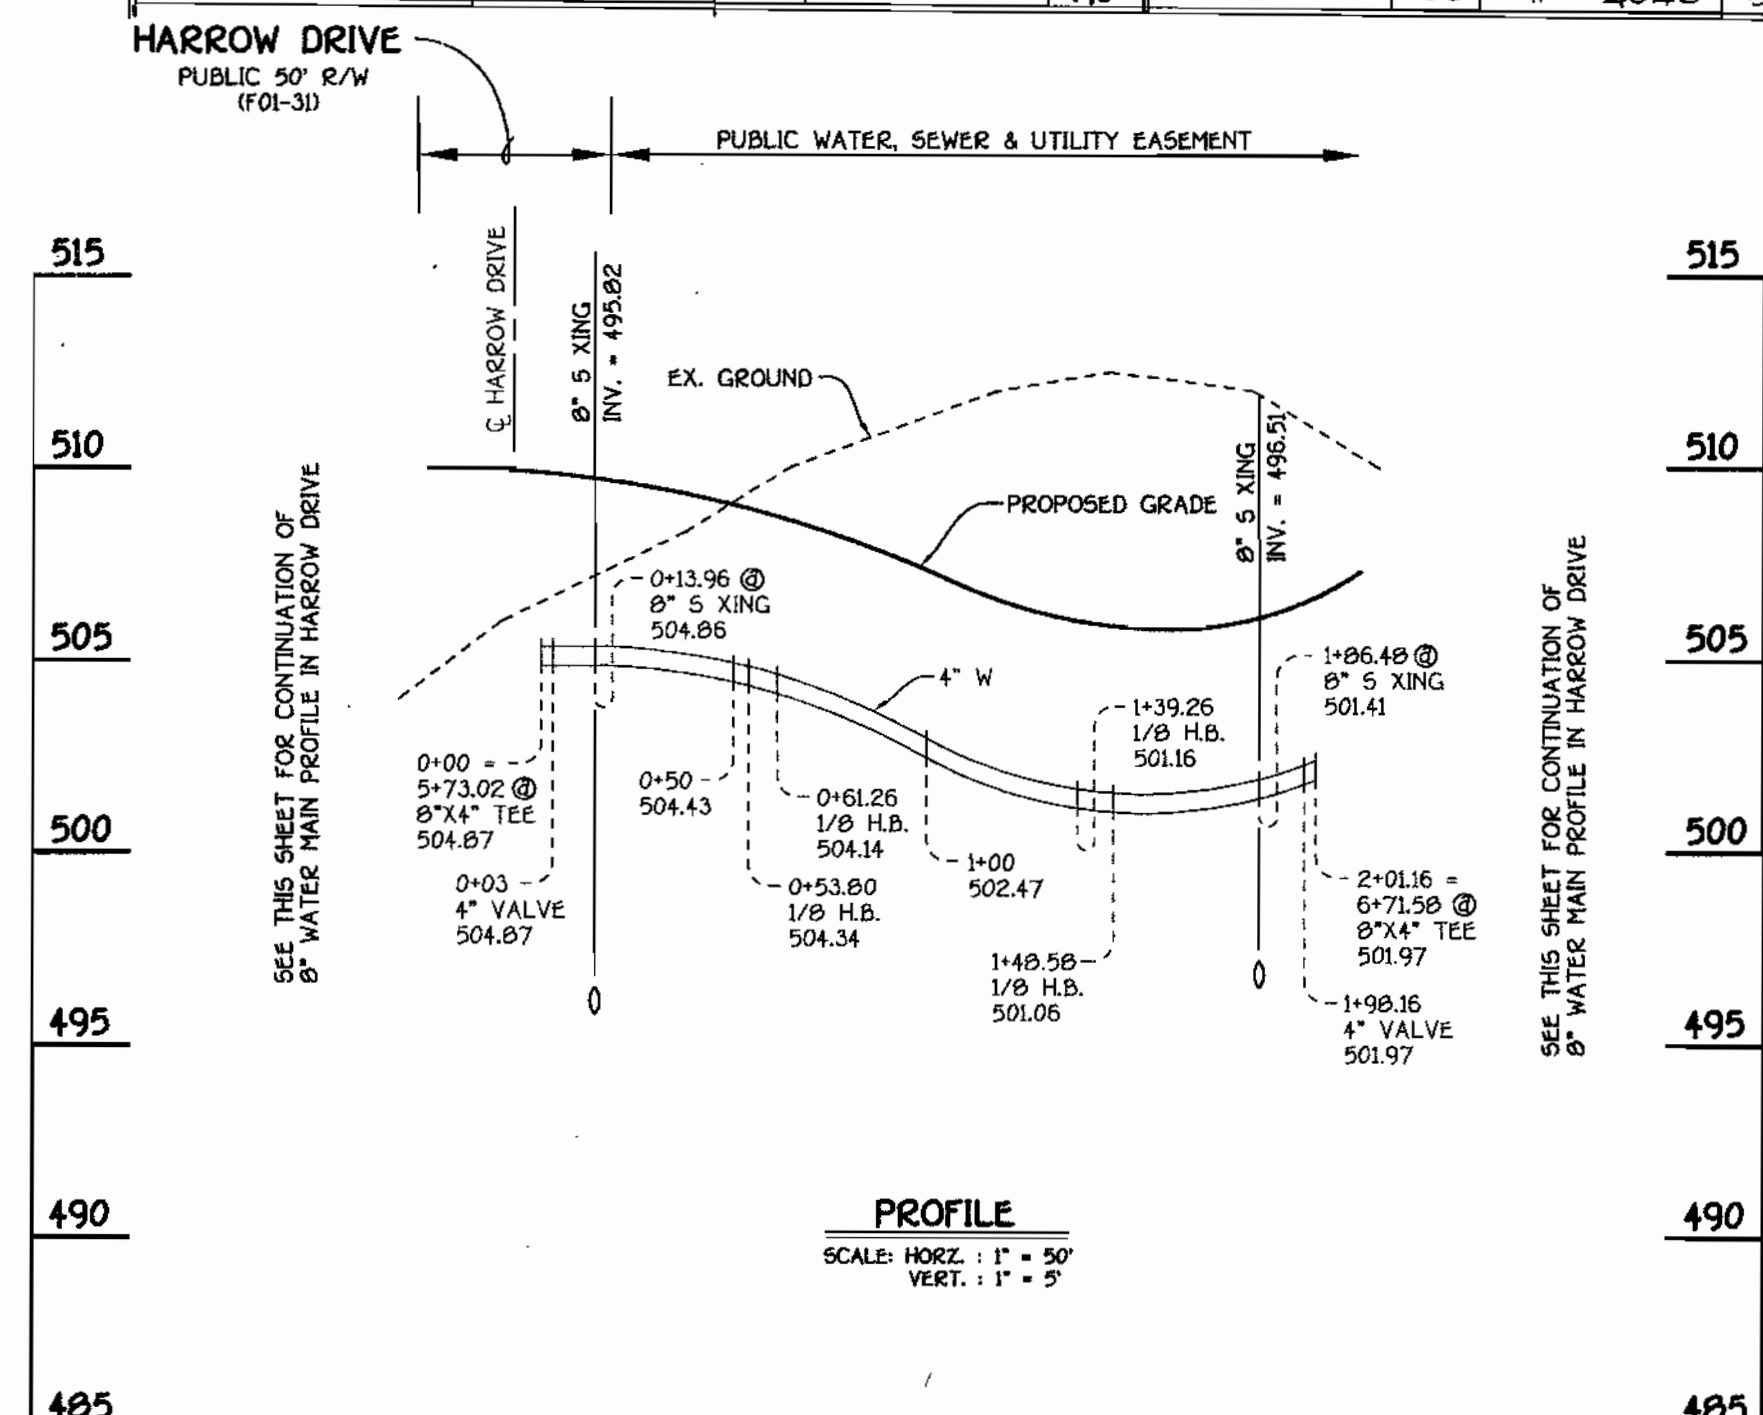 HARROW DRIVE
PUBLIC 50' R/W
(F01-31)
PUBLIC WATER, SEWER & UTILITY EASEMENT
515
515
℄ HARROW DRIVE
8" S XING
INV. = 495.82
EX. GROUND
510
510
PROPOSED GRADE
8" S XING
INV. = 496.51
SEE THIS SHEET FOR CONTINUATION OF
8" WATER MAIN PROFILE IN HARROW DRIVE
0+13.96 @
8" S XING
504.86
505
505
4" W
1+86.48 @
8" S XING
501.41
1+39.26
1/8 H.B.
501.16
SEE THIS SHEET FOR CONTINUATION OF
8" WATER MAIN PROFILE IN HARROW DRIVE
0+00 =
5+73.02 @
8"X4" TEE
504.87
0+50
504.43
0+61.26
1/8 H.B.
504.14
500
500
1+00
502.47
0+03
4" VALVE
504.87
0+53.80
1/8 H.B.
504.34
2+01.16 =
6+71.58 @
8"X4" TEE
501.97
1+48.58
1/8 H.B.
501.06
1+98.16
4" VALVE
501.97
495
495
490
490
PROFILE
SCALE: HORZ. : 1" = 50'
VERT. : 1" = 5'
485
485